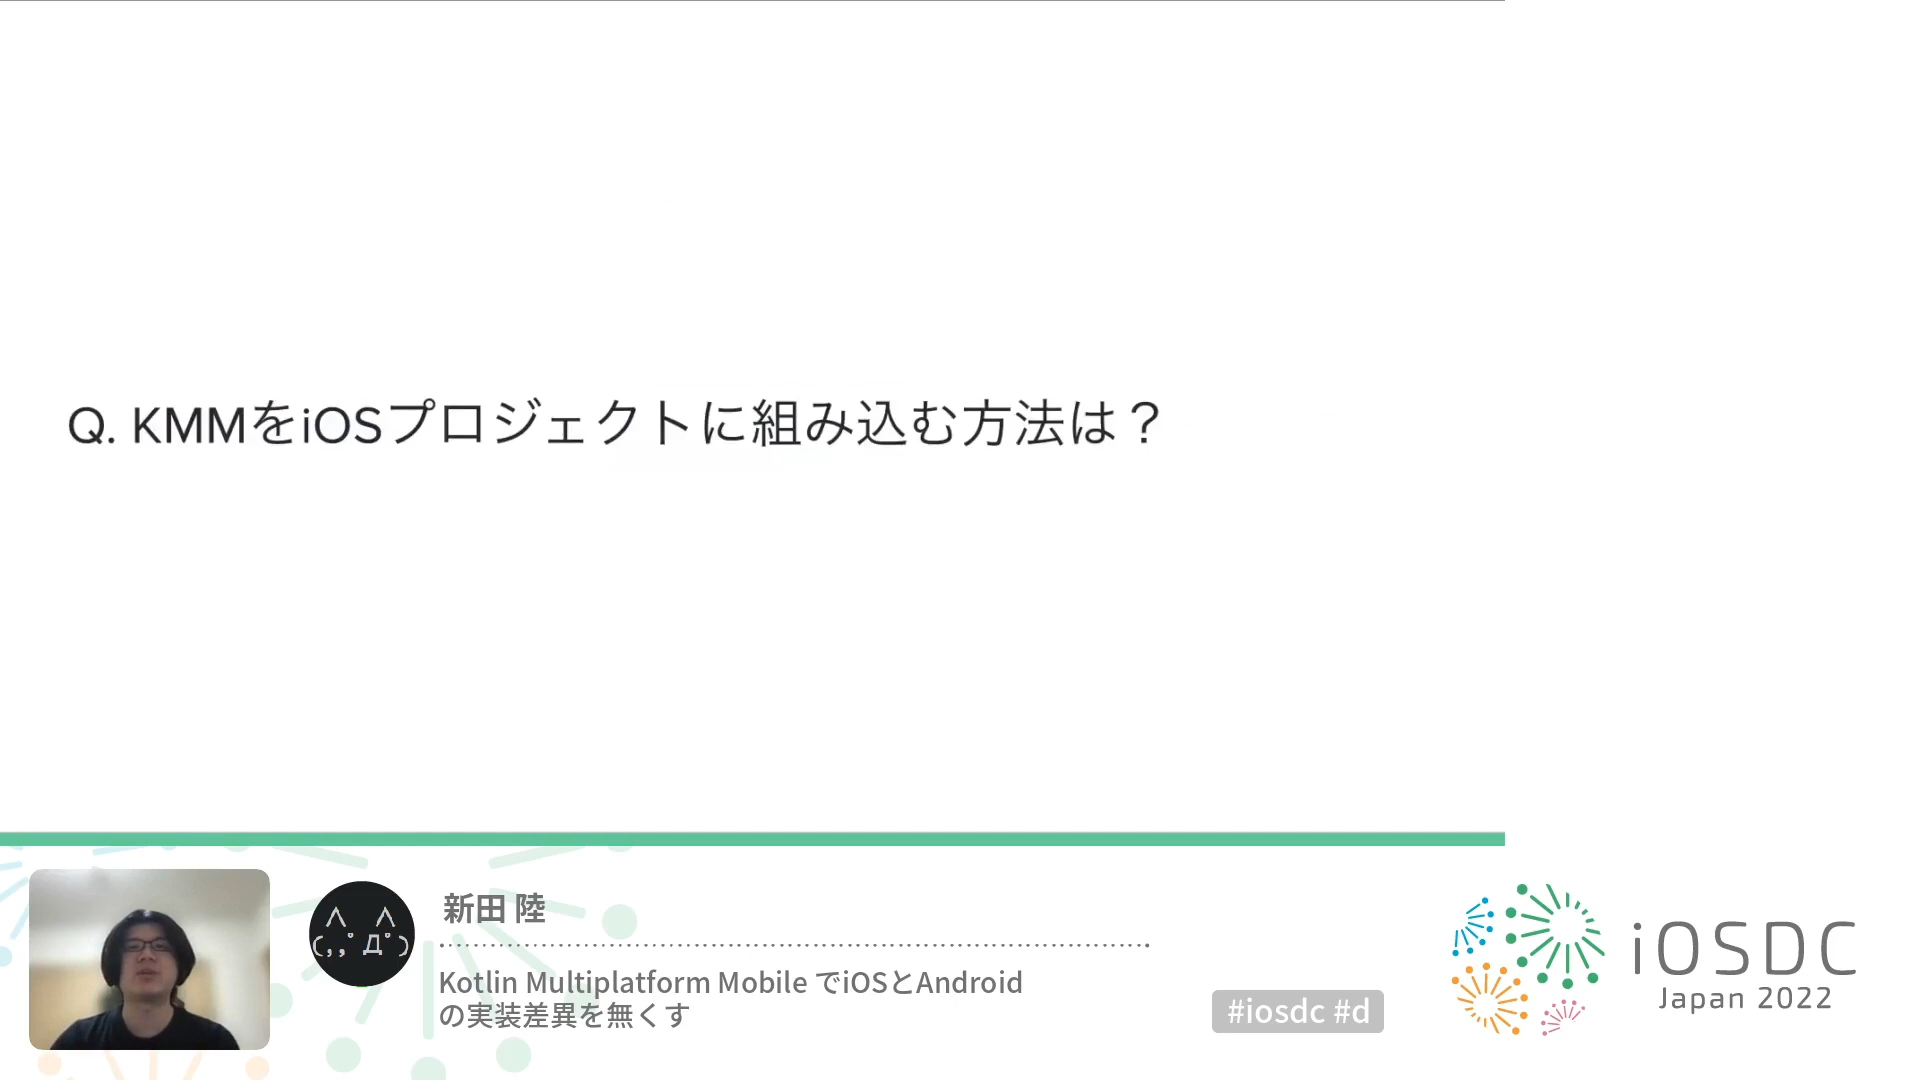 Q. KMMをiOSプロジェクトに組み込む方法は？
新田 陸
Kotlin Multiplatform Mobile でiOSとAndroid
の実装差異を無くす
#iosdc #d
iOSDC
Japan 2022